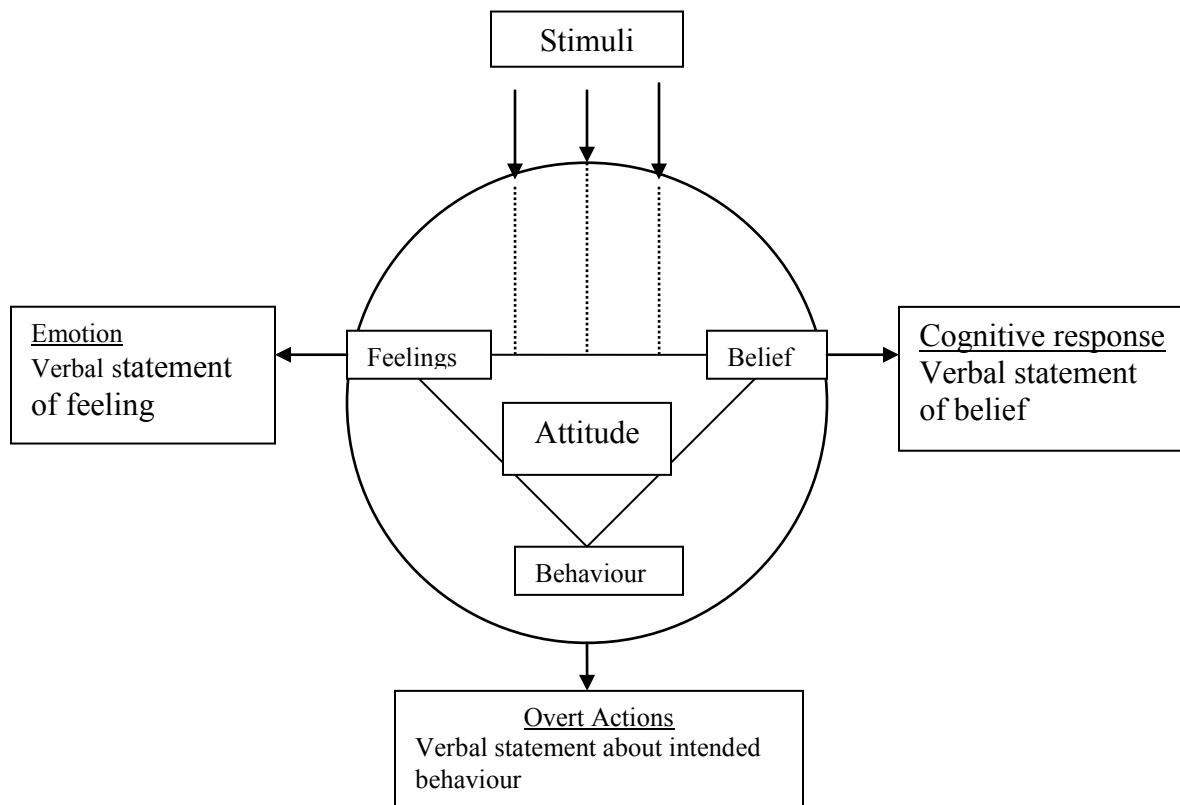 Stimuli
Emotion
Verbal statement
of feeling
Feelings
Belief
Cognitive response
Verbal statement
of belief
Attitude
Behaviour
Overt Actions
Verbal statement about intended
behaviour